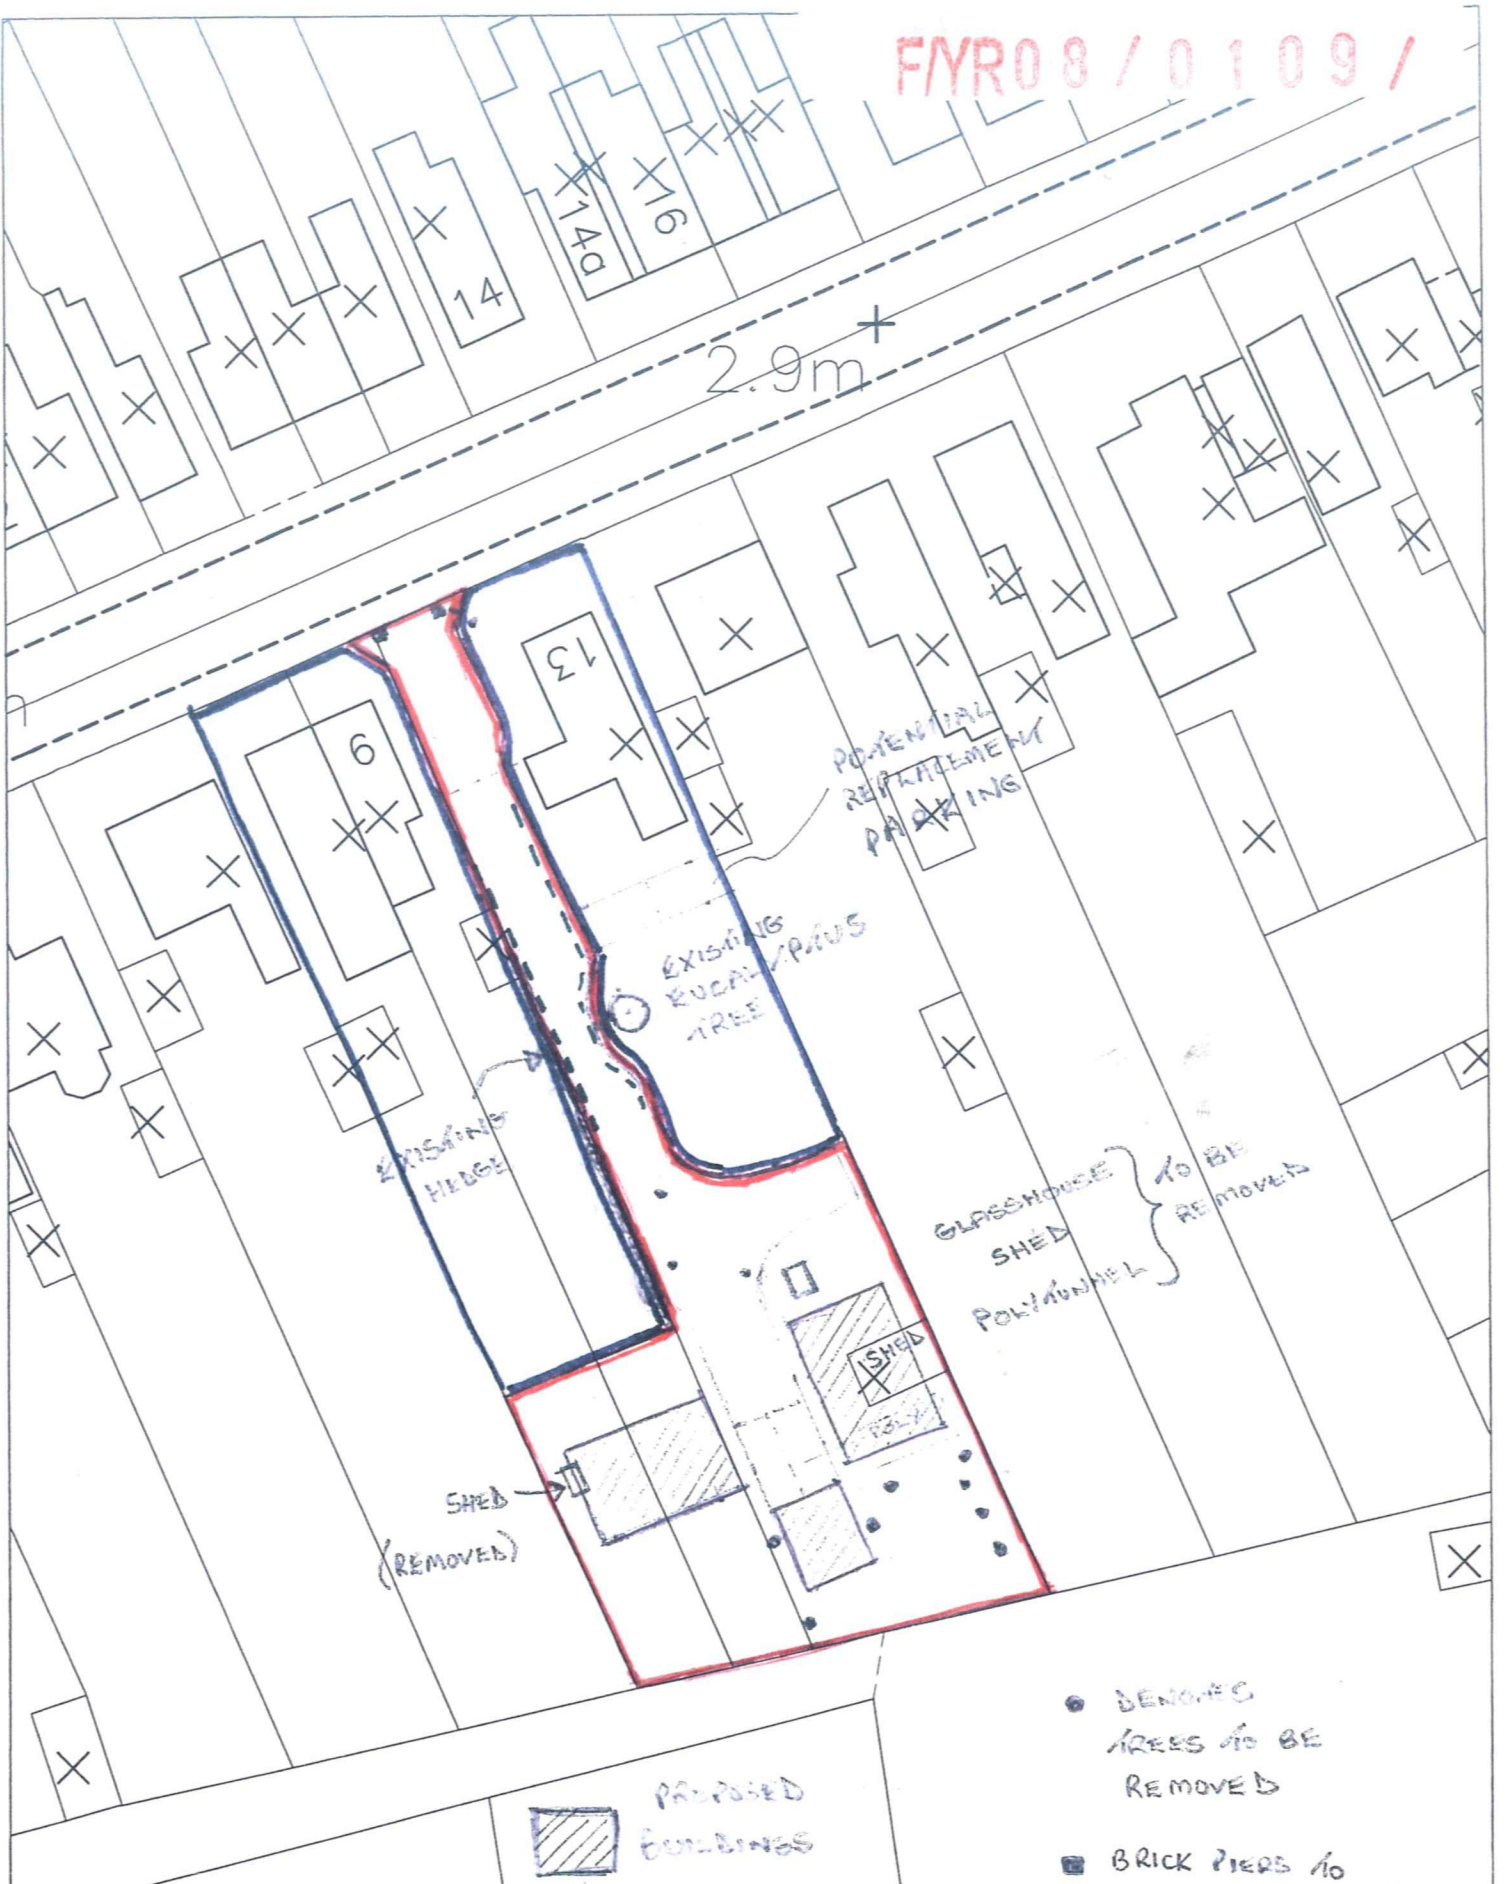 F/YR08/0109/
14a
16
14
2.9m
13
9
POTENTIAL
REPLACEMENT
PARKING
EXISTING
EUCALYPTUS
TREE
EXISTING
HEDGE
GLASSHOUSE
SHED
POLYTUNNEL
TO BE
REMOVED
SHED
POLY
SHED
(REMOVED)
PROPOSED
BUILDINGS
DENOTES
TREES TO BE
REMOVED
BRICK PIERS TO